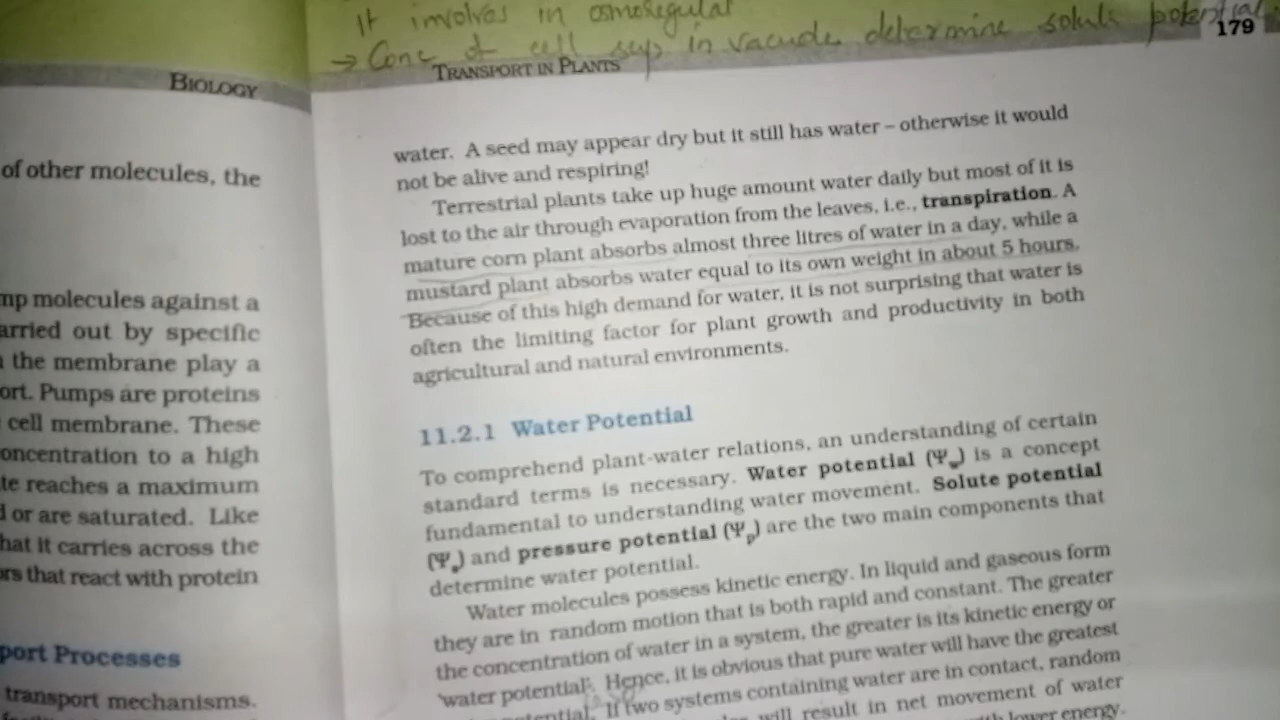 It involves in osmoregulat
→ Conc of cell sap in vacuole determine solute potential.
179
BIOLOGY
TRANSPORT IN PLANTS
of other molecules, the
mp molecules against a
arried out by specific
the membrane play a
ort. Pumps are proteins
cell membrane. These
oncentration to a high
te reaches a maximum
d or are saturated. Like
hat it carries across the
ors that react with protein
port Processes
transport mechanisms.
water. A seed may appear dry but it still has water – otherwise it would
not be alive and respiring!
Terrestrial plants take up huge amount water daily but most of it is
lost to the air through evaporation from the leaves, i.e., transpiration. A
mature corn plant absorbs almost three litres of water in a day, while a
mustard plant absorbs water equal to its own weight in about 5 hours.
Because of this high demand for water, it is not surprising that water is
often the limiting factor for plant growth and productivity in both
agricultural and natural environments.
11.2.1 Water Potential
To comprehend plant-water relations, an understanding of certain
standard terms is necessary. Water potential (Ψw) is a concept
fundamental to understanding water movement. Solute potential
(Ψs) and pressure potential (Ψp) are the two main components that
determine water potential.
Water molecules possess kinetic energy. In liquid and gaseous form
they are in random motion that is both rapid and constant. The greater
the concentration of water in a system, the greater is its kinetic energy or
'water potential'. Hence, it is obvious that pure water will have the greatest
potential. If two systems containing water are in contact, random
will result in net movement of water
with lower energy.